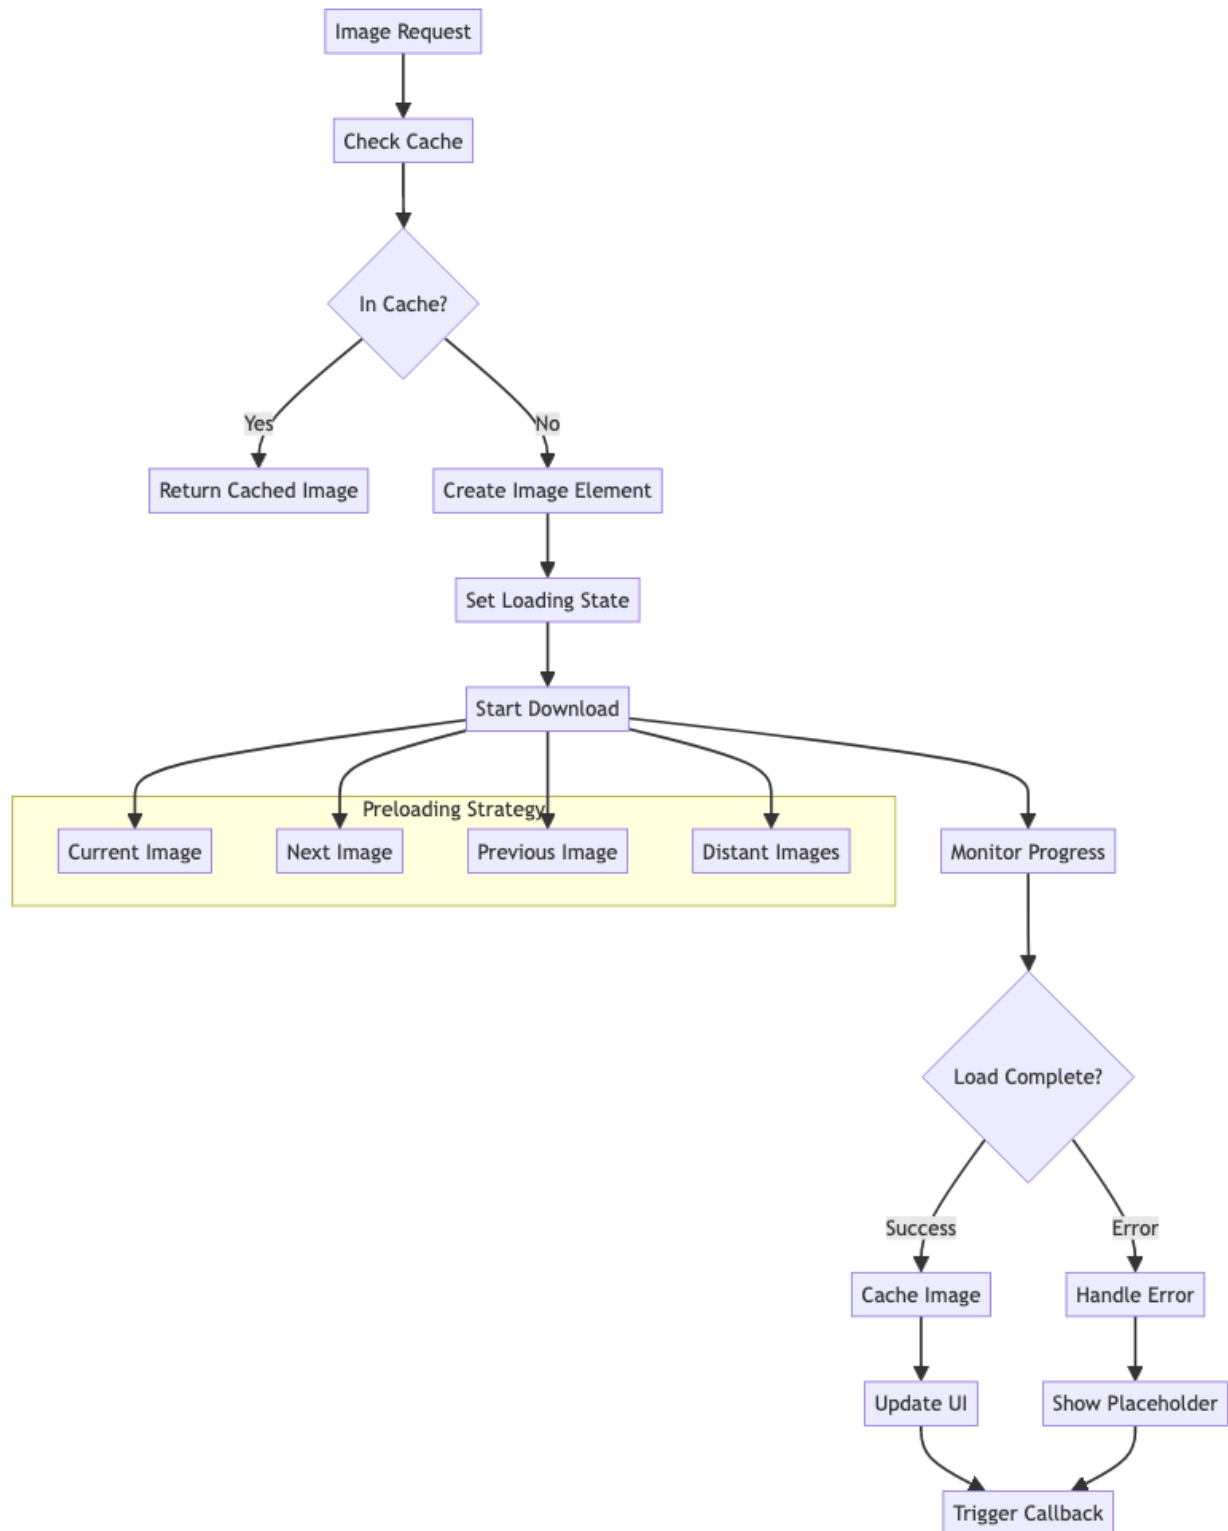 Image Request
Check Cache
In Cache?
Yes
No
Return Cached Image
Create Image Element
Set Loading State
Start Download
Preloading Strategy
Current Image
Next Image
Previous Image
Distant Images
Monitor Progress
Load Complete?
Success
Error
Cache Image
Handle Error
Update UI
Show Placeholder
Trigger Callback